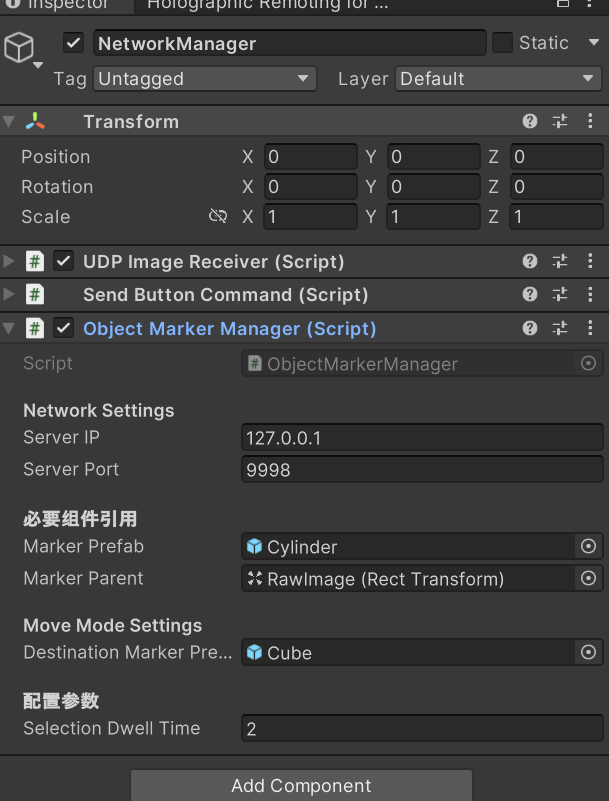 Inspector Holographic Remoting for ...
NetworkManager Static
Tag Untagged Layer Default
Transform
Position X 0 Y 0 Z 0
Rotation X 0 Y 0 Z 0
Scale X 1 Y 1 Z 1
# UDP Image Receiver (Script)
# Send Button Command (Script)
# Object Marker Manager (Script)
Script # ObjectMarkerManager
Network Settings
Server IP 127.0.0.1
Server Port 9998
必要组件引用
Marker Prefab Cylinder
Marker Parent RawImage (Rect Transform)
Move Mode Settings
Destination Marker Pre... Cube
配置参数
Selection Dwell Time 2
Add Component